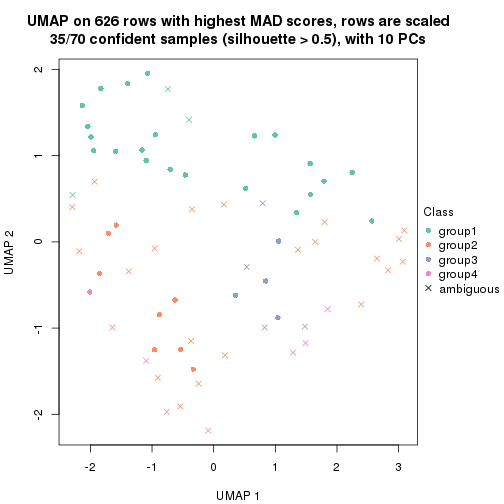 UMAP on 626 rows with highest MAD scores, rows are scaled
35/70 confident samples (silhouette > 0.5), with 10 PCs
2
1
0
-1
-2
UMAP 2
-2
-1
0
1
2
3
UMAP 1
Class
group1
group2
group3
group4
ambiguous